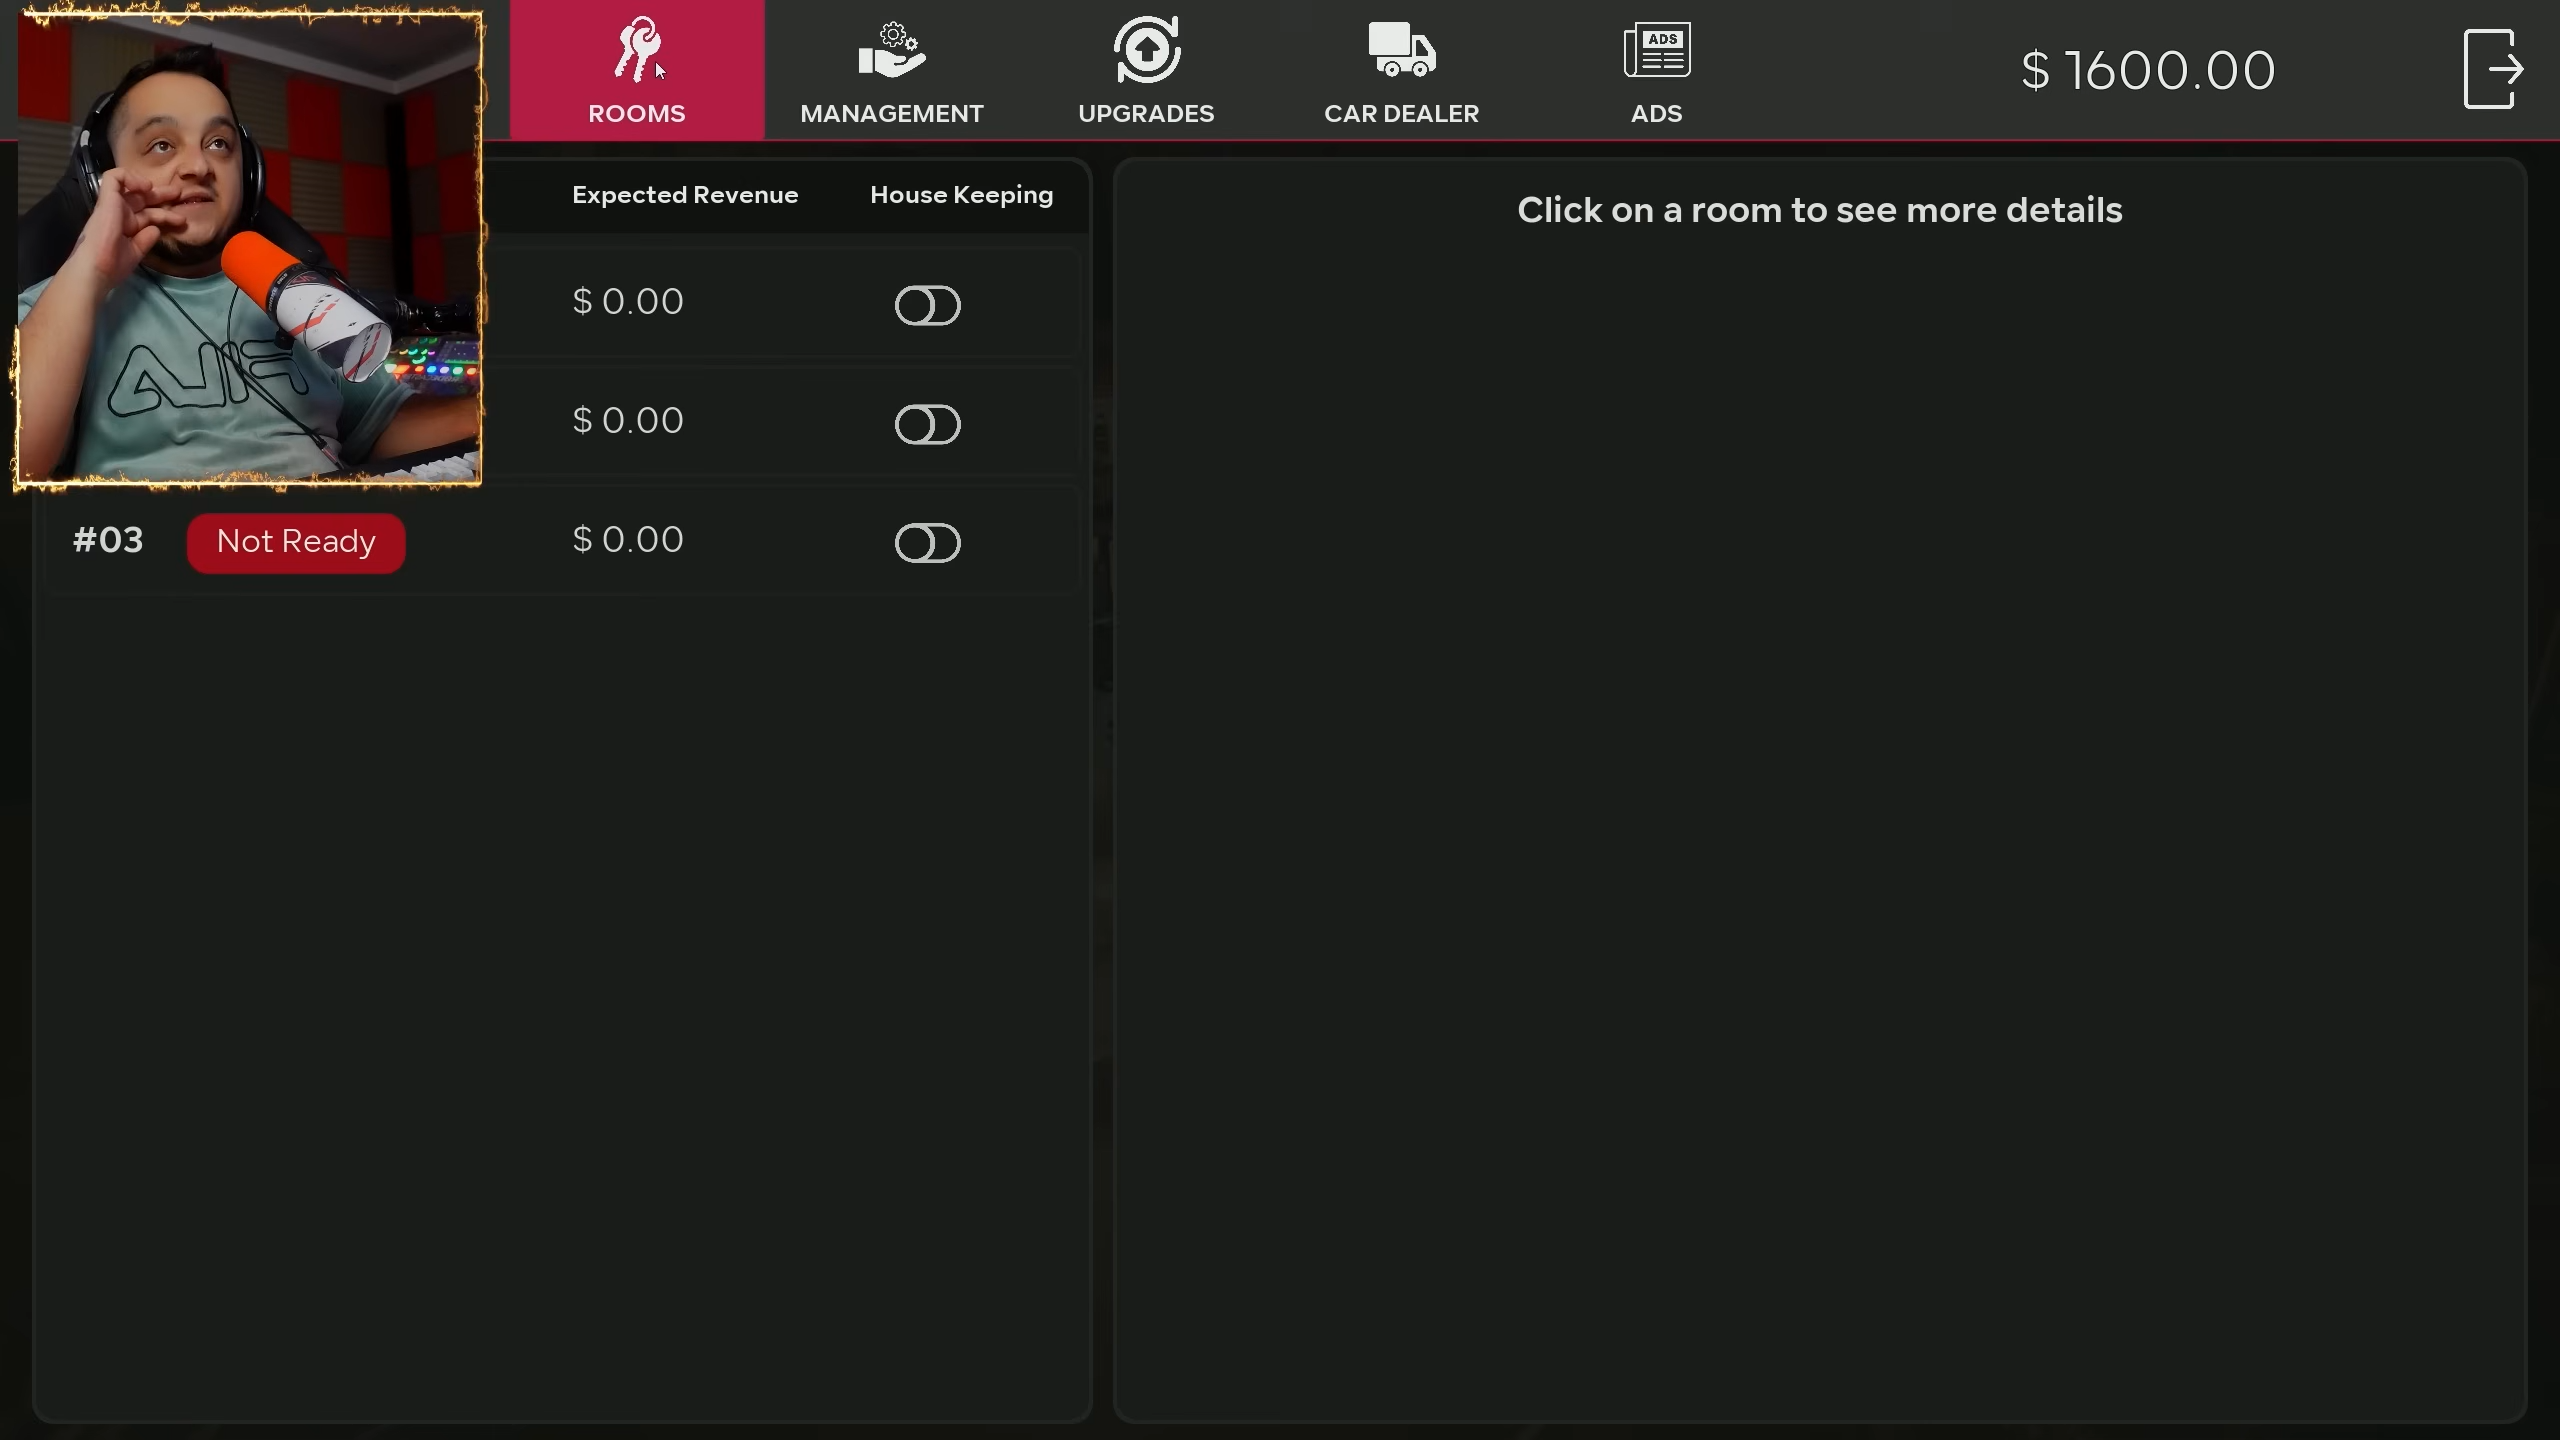 ROOMS
MANAGEMENT
UPGRADES
ADS
CAR DEALER
ADS
$ 1600.00
Expected Revenue
House Keeping
Click on a room to see more details
$ 0.00
$ 0.00
#03
Not Ready
$ 0.00